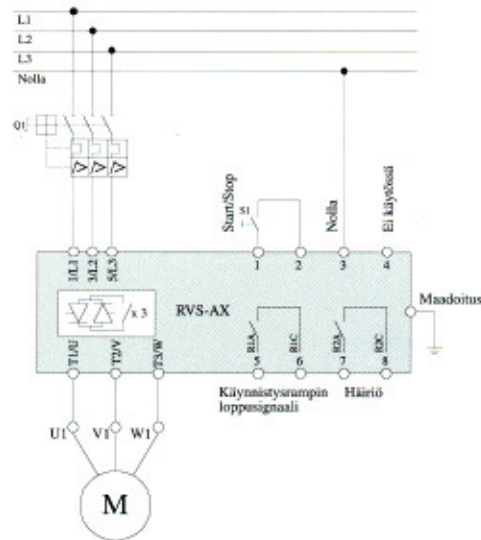 L1
L2
L3
Nolla
Q1
Start/Stop
S1
Nolla
Ei käytössä
1/L1
3/L2
5/L3
1
2
3
4
x 3
RVS-AX
Maadoitus
R1A
R1C
R2A
R2C
T1/U
T2/V
T3/W
5
6
7
8
Käynnistysrampin
loppusignaali
Häiriö
U1
V1
W1
M